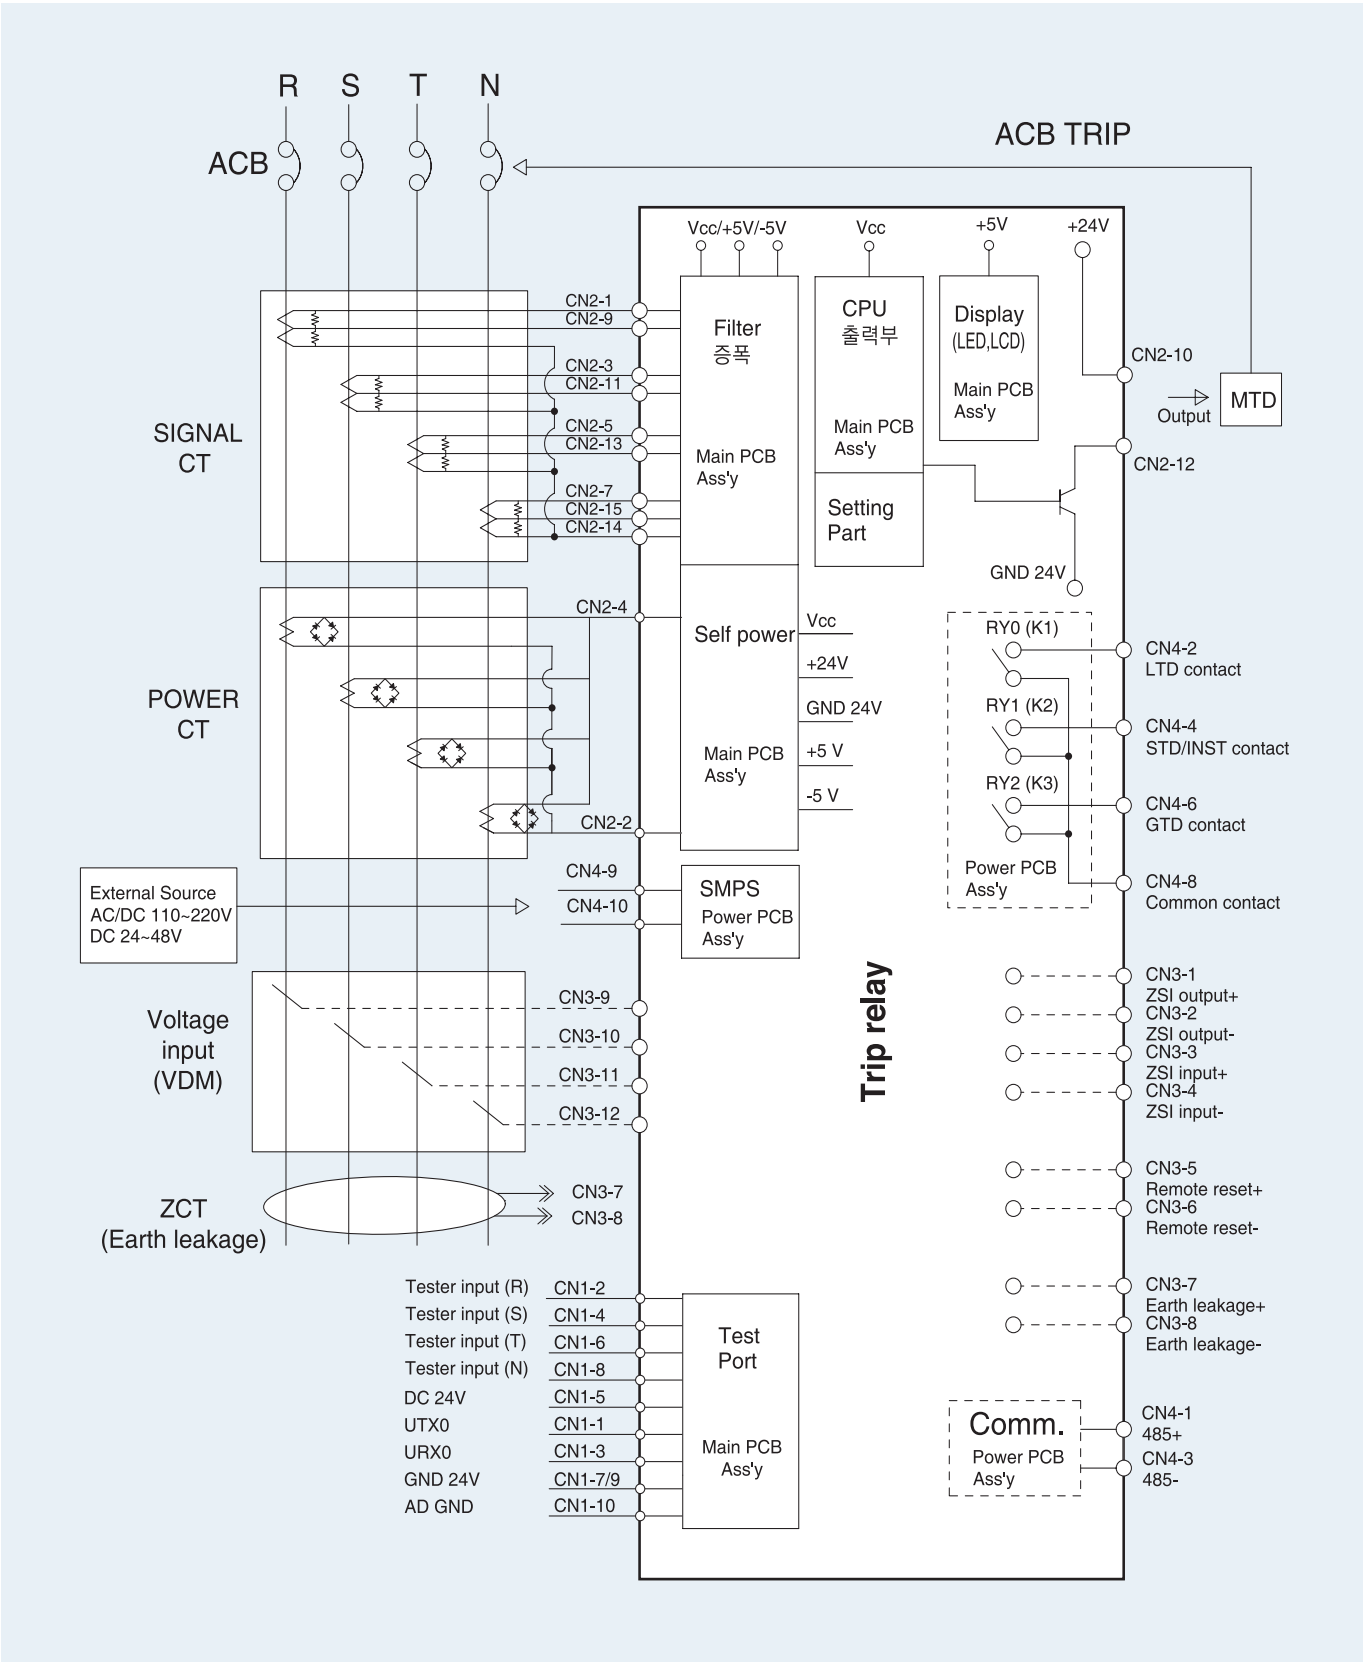 R S T N
ACB TRIP
ACB
Vcc/+5V/-5V
Vcc
+5V
+24V
CN2-1
CN2-9
CN2-3
CN2-11
CN2-5
CN2-13
CN2-7
CN2-15
CN2-14
SIGNAL
CT
Filter
증폭
Main PCB
Ass'y
CPU
출력부
Main PCB
Ass'y
Setting
Part
Display
(LED,LCD)
Main PCB
Ass'y
CN2-10
Output
MTD
CN2-12
GND 24V
POWER
CT
CN2-4
CN2-2
Self power
Main PCB
Ass'y
Vcc
+24V
GND 24V
+5 V
-5 V
RY0 (K1)
RY1 (K2)
RY2 (K3)
Power PCB
Ass'y
CN4-2
LTD contact
CN4-4
STD/INST contact
CN4-6
GTD contact
CN4-8
Common contact
External Source
AC/DC 110~220V
DC 24~48V
CN4-9
CN4-10
SMPS
Power PCB
Ass'y
Trip relay
Voltage
input
(VDM)
CN3-9
CN3-10
CN3-11
CN3-12
CN3-1
ZSI output+
CN3-2
ZSI output-
CN3-3
ZSI input+
CN3-4
ZSI input-
ZCT
(Earth leakage)
CN3-7
CN3-8
CN3-5
Remote reset+
CN3-6
Remote reset-
CN3-7
Earth leakage+
CN3-8
Earth leakage-
Tester input (R) CN1-2
Tester input (S) CN1-4
Tester input (T) CN1-6
Tester input (N) CN1-8
DC 24V CN1-5
UTX0 CN1-1
URX0 CN1-3
GND 24V CN1-7/9
AD GND CN1-10
Test
Port
Main PCB
Ass'y
Comm.
Power PCB
Ass'y
CN4-1
485+
CN4-3
485-